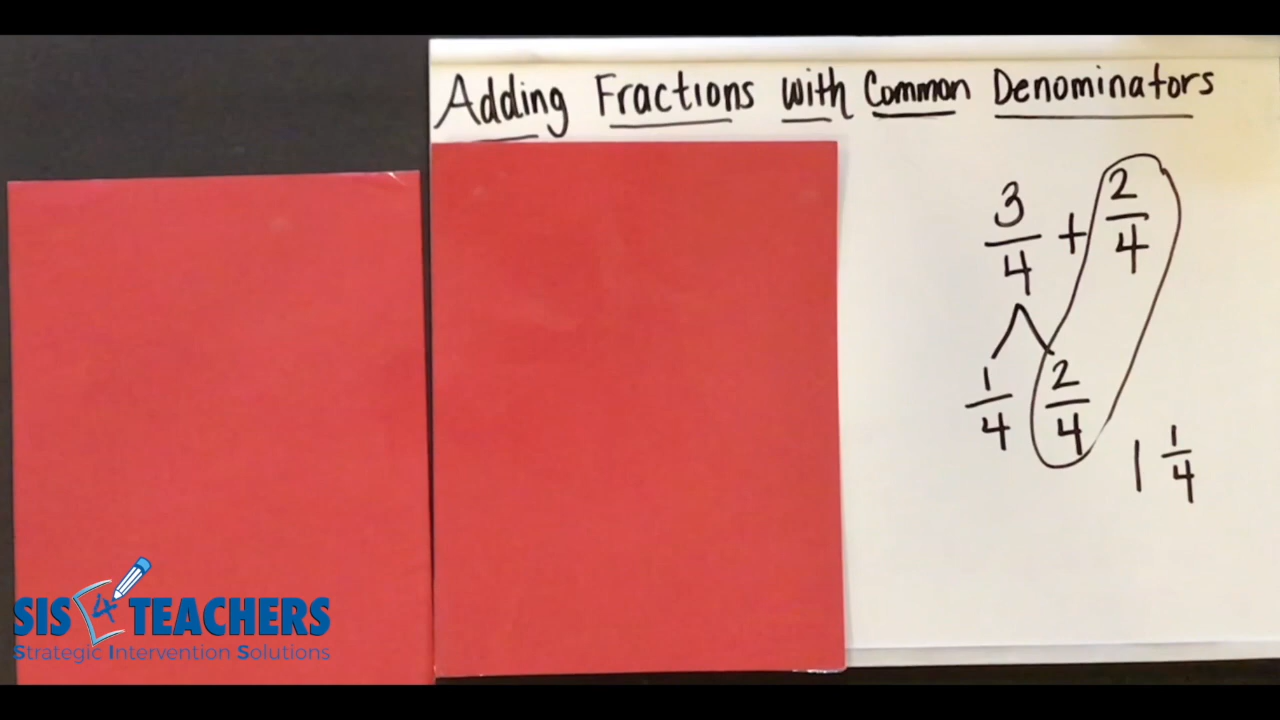 Adding Fractions with Common Denominators
3/4 + 2/4
1/4 2/4
1 1/4
SIS 4 TEACHERS
Strategic Intervention Solutions